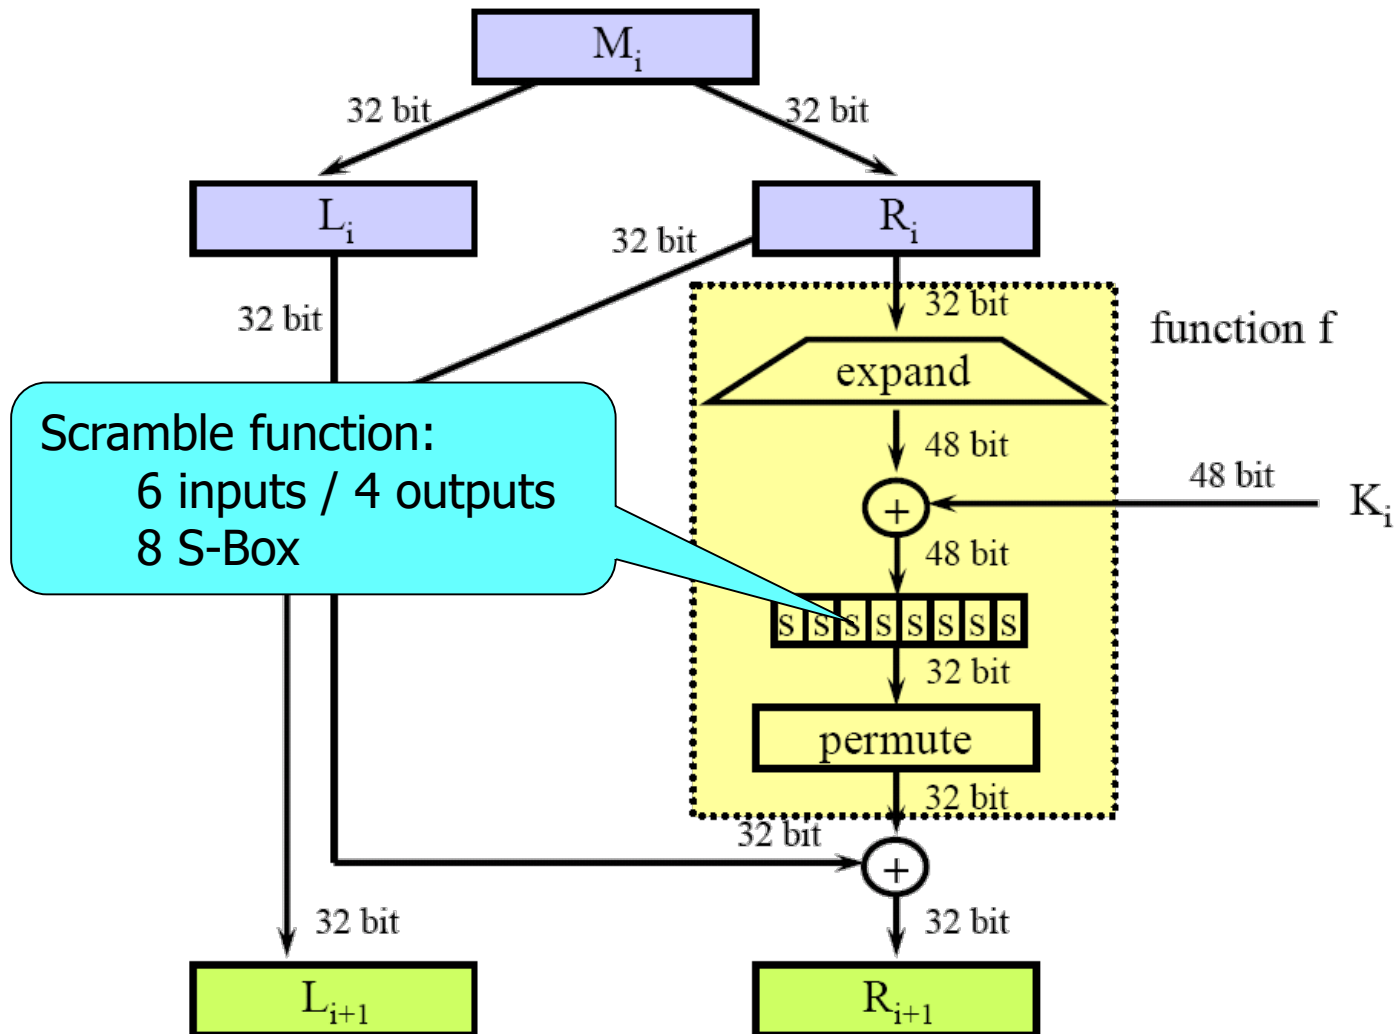 Mi
32 bit
32 bit
Li
Ri
32 bit
32 bit
32 bit
function f
expand
Scramble function:
6 inputs / 4 outputs
8 S-Box
48 bit
48 bit
Ki
+
48 bit
S S S S S S S S
32 bit
permute
32 bit
32 bit
+
32 bit
32 bit
Li+1
Ri+1